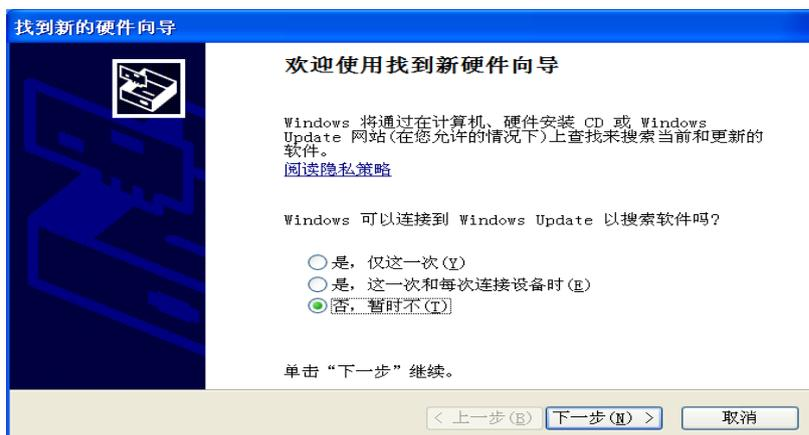 找到新的硬件向导
欢迎使用找到新硬件向导
Windows 将通过在计算机、硬件安装 CD 或 Windows
Update 网站(在您允许的情况下)上查找来搜索当前和更新的
软件。
阅读隐私策略
Windows 可以连接到 Windows Update 以搜索软件吗?
是，仅这一次(Y)
是，这一次和每次连接设备时(E)
否，暂时不(T)
单击“下一步”继续。
< 上一步(B) 下一步(N) > 取消